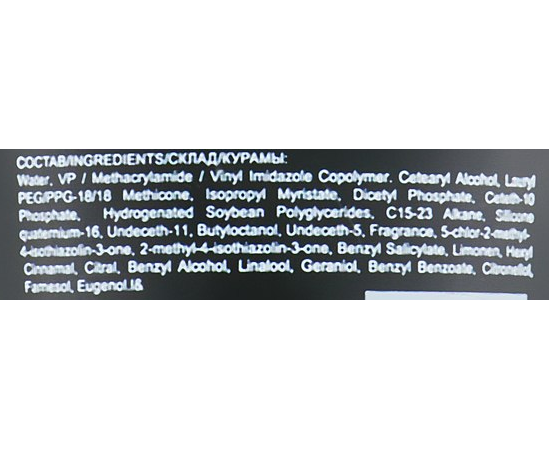 СОСТАВ/INGREDIENTS/СКЛАД/КУРАМЫ:
Water, VP / Methacrylamide / Vinyl Imidazole Copolymer, Cetearyl Alcohol, Lauryl
PEG/PPG-18/18 Methicone, Isopropyl Myristate, Dicetyl Phosphate, Ceteth-10
Phosphate, Hydrogenated Soybean Polyglycerides, C15-23 Alkane, Silicone
quaternium-16, Undeceth-11, Butyloctanol, Undeceth-5, Fragrance, 5-chlor-2-methyl-
4-isothiazolin-3-one, 2-methyl-4-isothiazolin-3-one, Benzyl Salicylate, Limonen, Hexyl
Cinnamal, Citral, Benzyl Alcohol, Linalool, Geraniol, Benzyl Benzoate, Citronellol,
Farnesol, Eugenol.